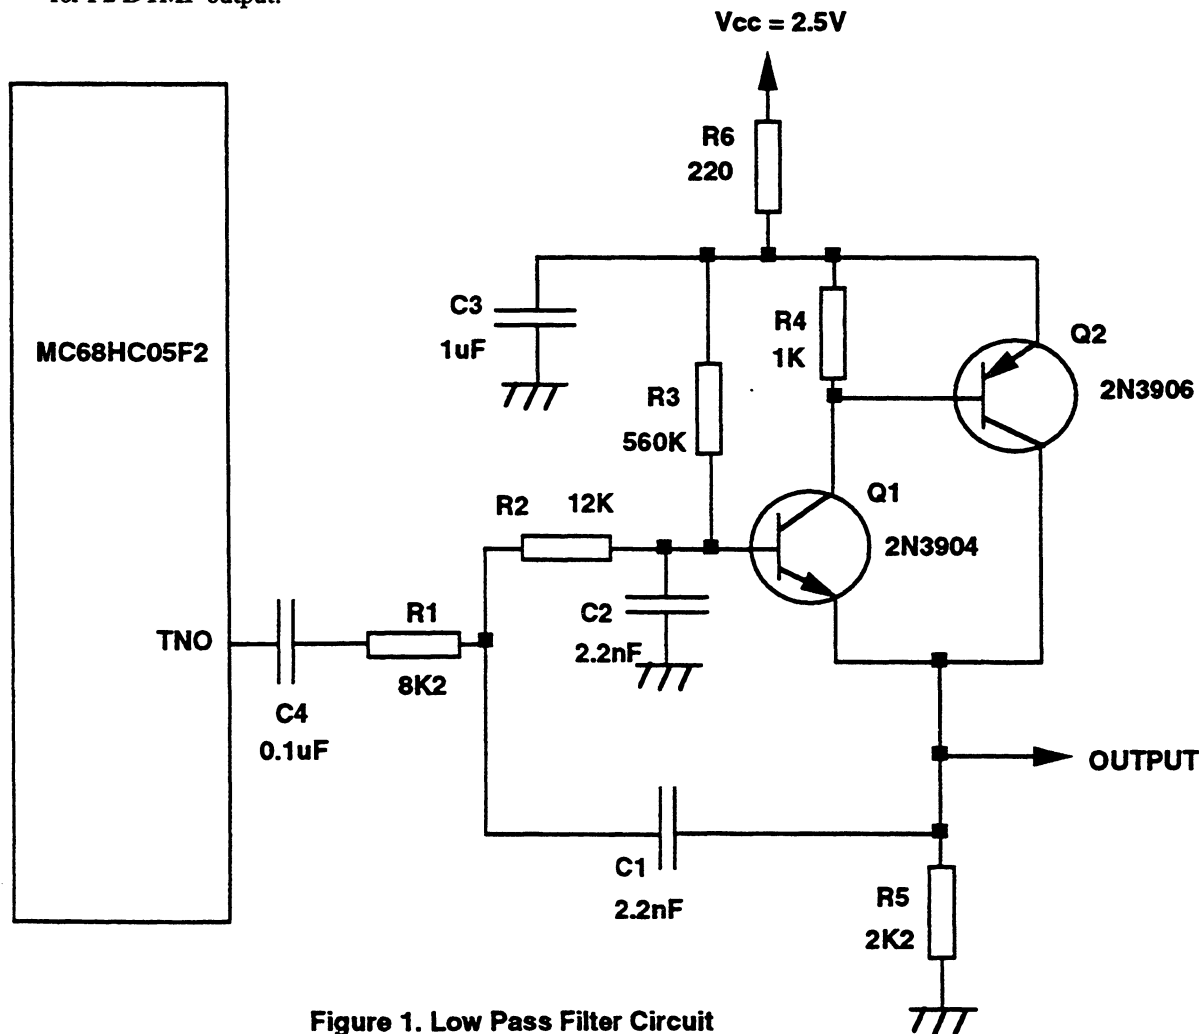 Vcc = 2.5V
R6
220
C3
1uF
R4
1K
Q2
2N3906
MC68HC05F2
R3
560K
R2 12K
Q1
2N3904
C2
2.2nF
TNO
R1
8K2
C4
0.1uF
OUTPUT
C1
2.2nF
R5
2K2
Figure 1. Low Pass Filter Circuit